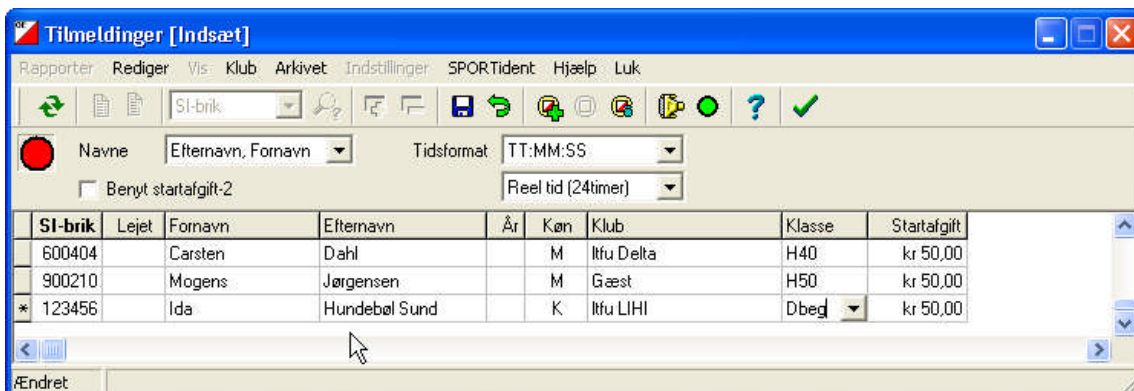 OE
Tilmeldinger [Indsæt]
Rapporter Rediger Vis Klub Arkivet Indstillinger SPORTident Hjælp Luk
SI-brik
Navne Efternavn, Fornavn Tidsformat TT:MM:SS
Benyt startafgift-2 Reel tid (24timer)
SI-brik Lejet Fornavn Efternavn År Køn Klub Klasse Startafgift
600404 Carsten Dahl M Itfu Delta H40 kr 50,00
900210 Mogens Jørgensen M Gæst H50 kr 50,00
* 123456 Ida Hundebøl Sund K Itfu LIHI Dbeg kr 50,00
Ændret